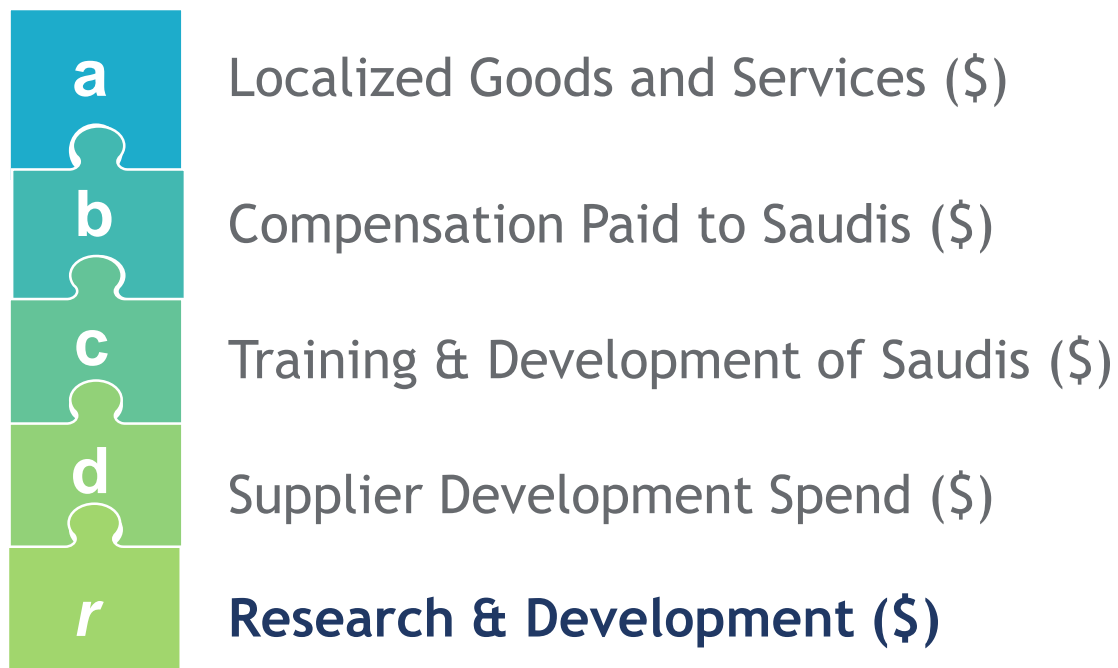 a Localized Goods and Services ($)
b Compensation Paid to Saudis ($)
c Training & Development of Saudis ($)
d Supplier Development Spend ($)
r Research & Development ($)